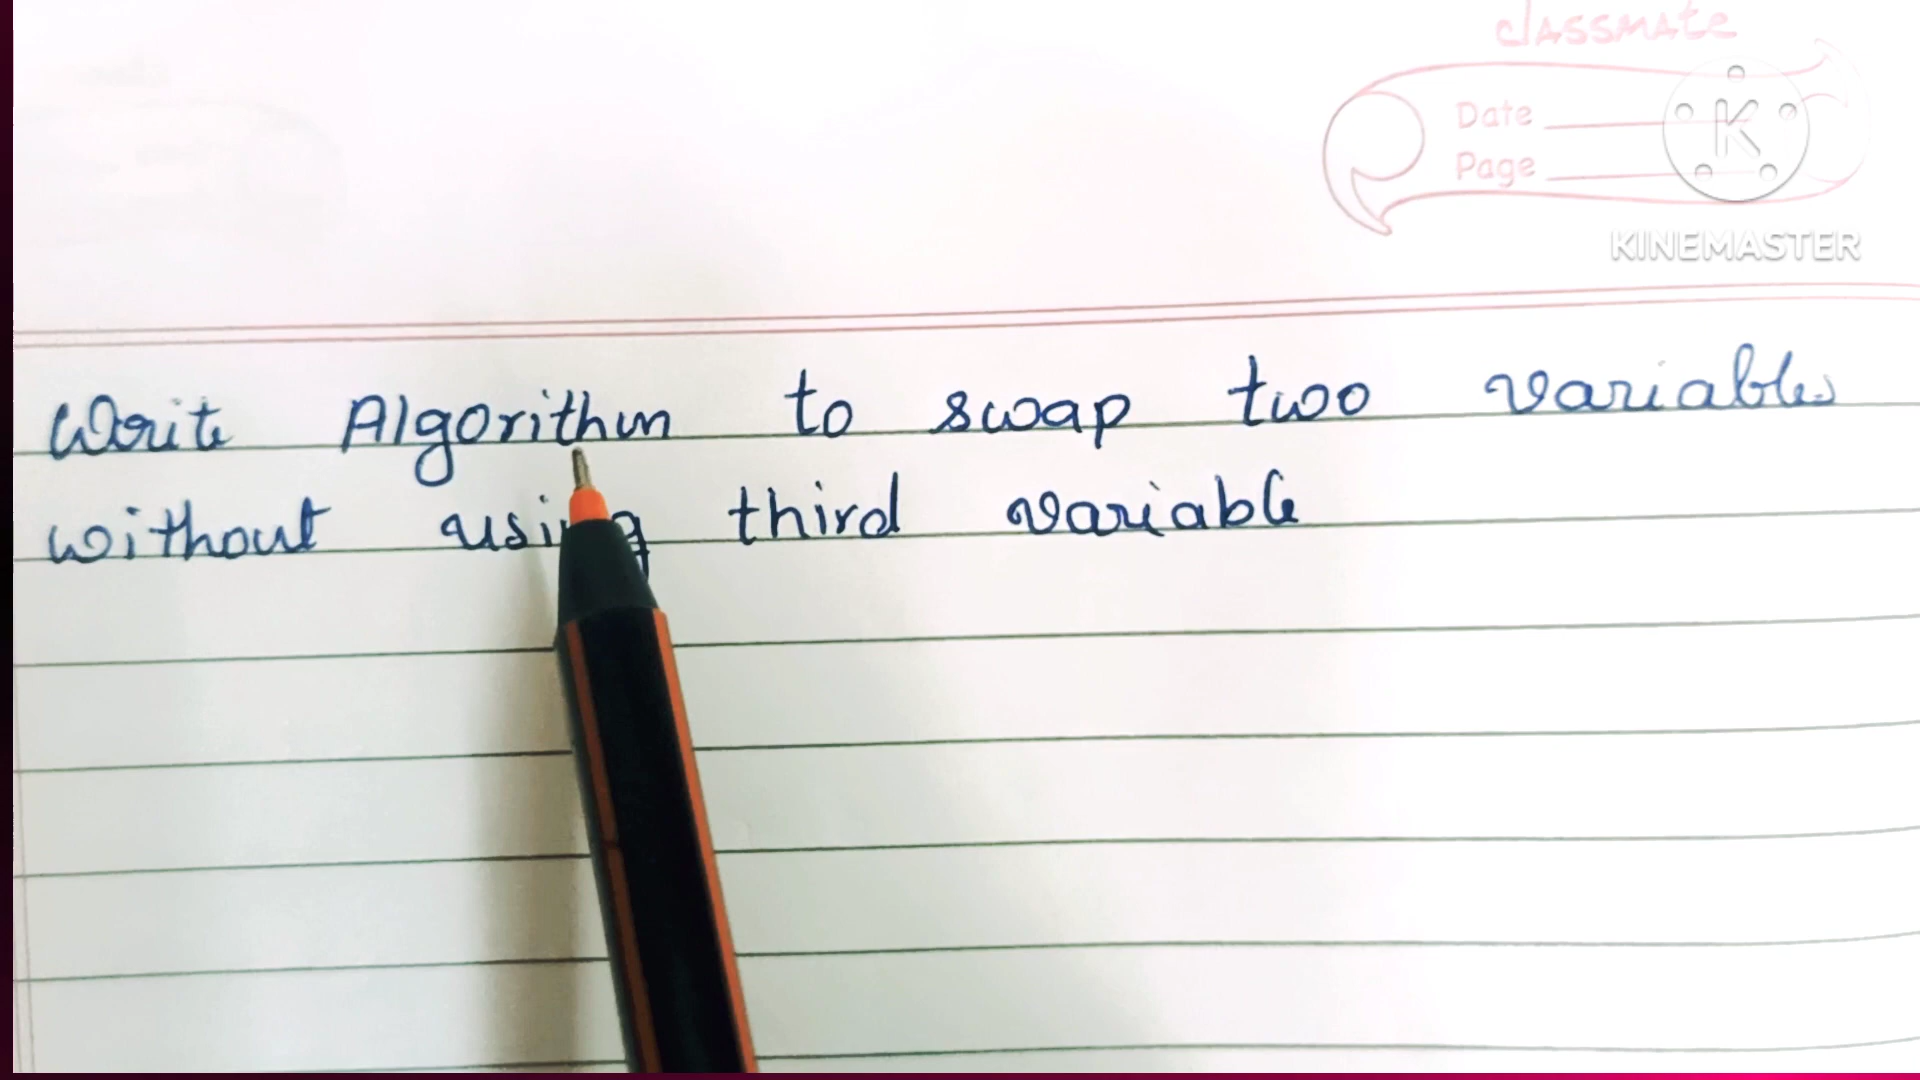 classmate
Date
Page
K
KINEMASTER
Write Algorithm to swap two variables
without using third variable